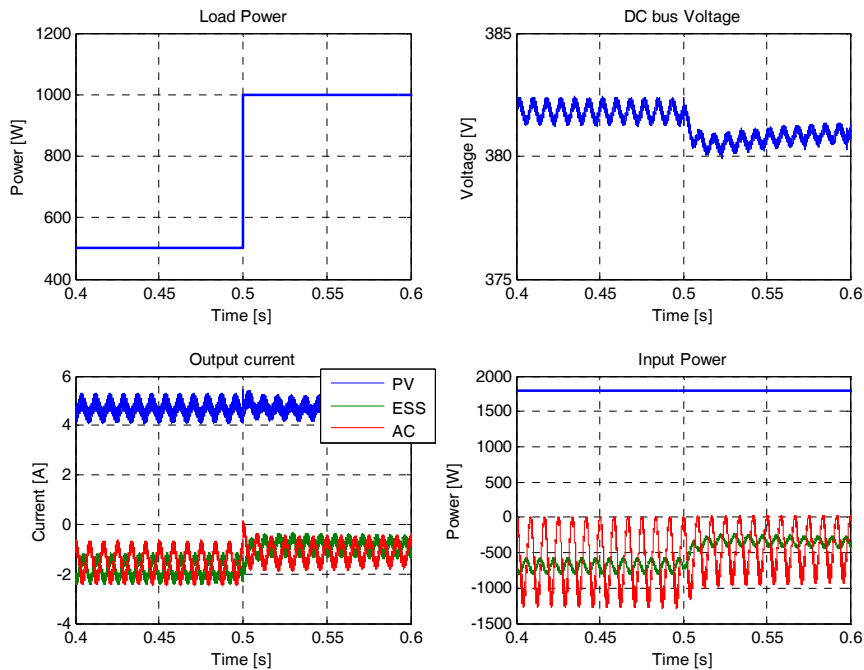 Load Power
1200
1000
800
600
400
Power [W]
0.4 0.45 0.5 0.55 0.6
Time [s]
DC bus Voltage
385
380
375
Voltage [V]
0.4 0.45 0.5 0.55 0.6
Time [s]
Output current
6
4
2
0
-2
-4
Current [A]
PV
ESS
AC
0.4 0.45 0.5 0.55 0.6
Time [s]
Input Power
2000
1500
1000
500
0
-500
-1000
-1500
Power [W]
0.4 0.45 0.5 0.55 0.6
Time [s]